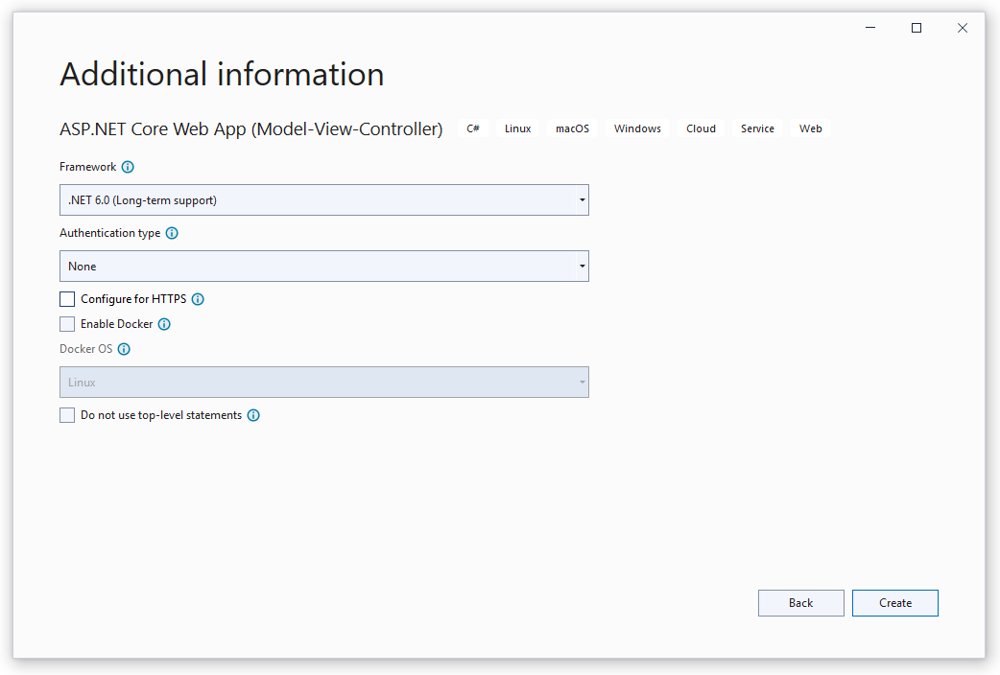 Additional information
ASP.NET Core Web App (Model-View-Controller) C# Linux macOS Windows Cloud Service Web
Framework
.NET 6.0 (Long-term support)
Authentication type
None
Configure for HTTPS
Enable Docker
Docker OS
Linux
Do not use top-level statements
Back Create